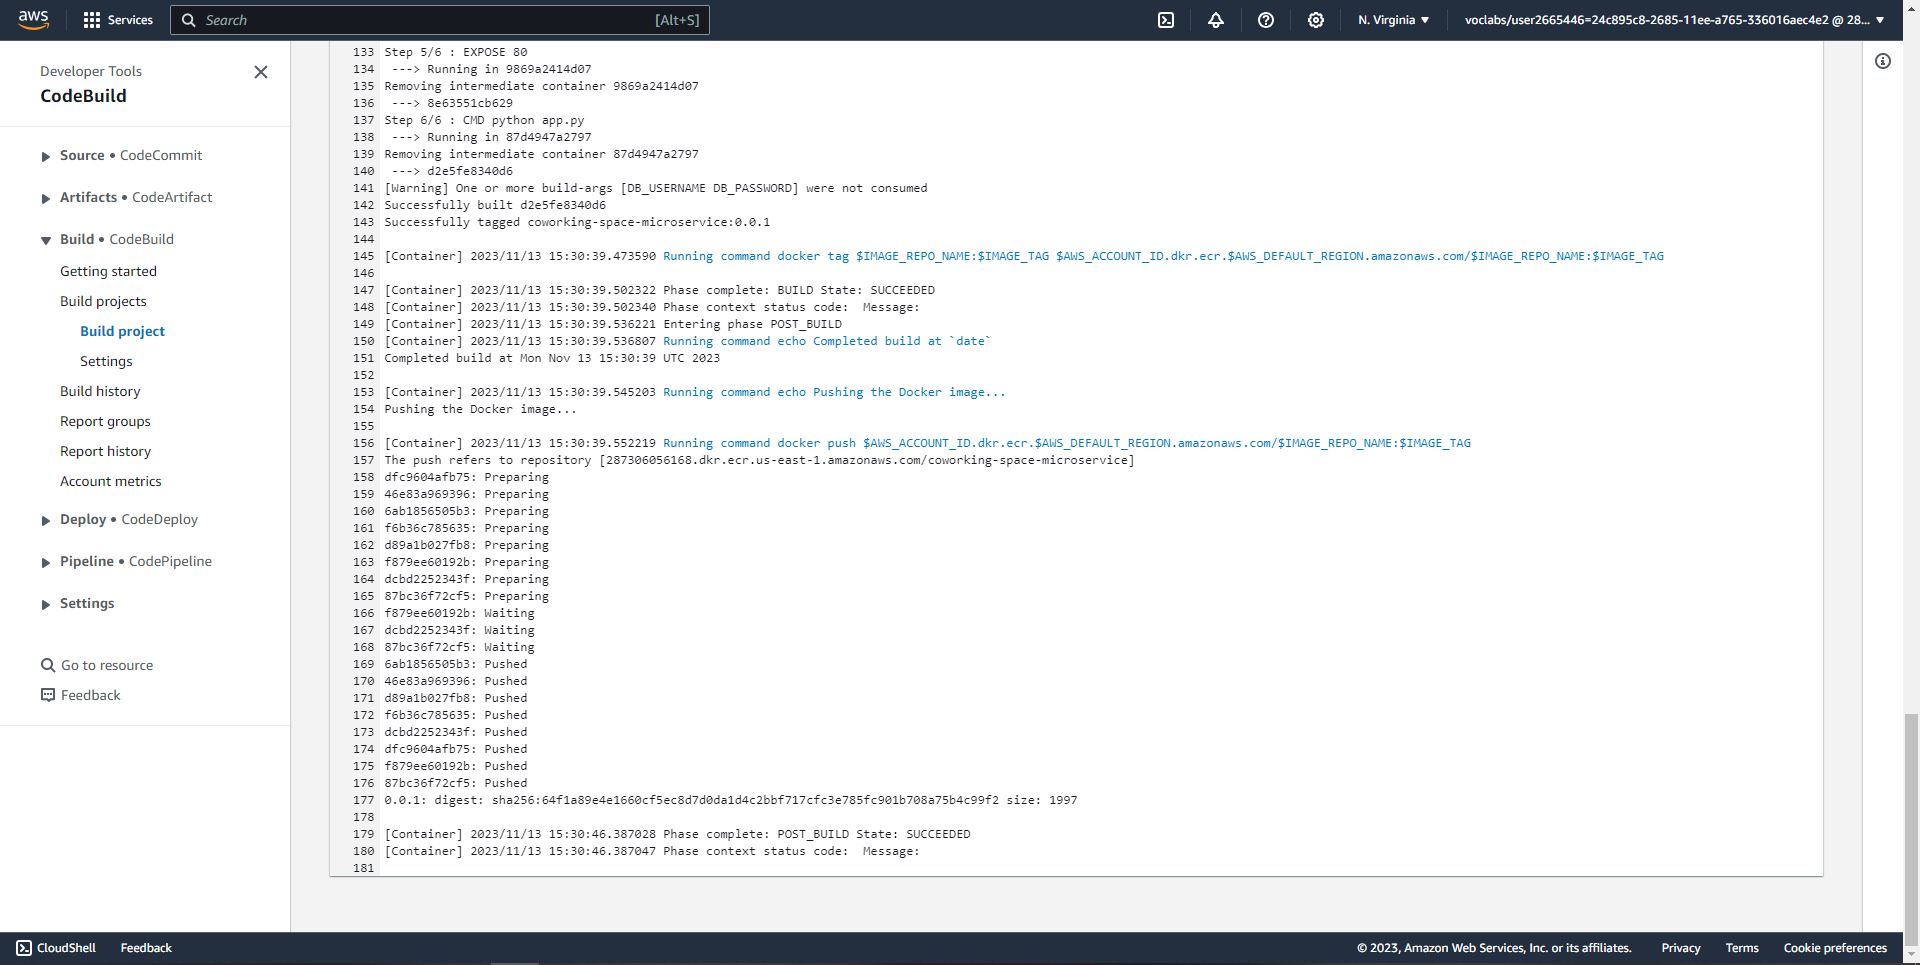 aws
Services
Search [Alt+S]
N. Virginia
voclabs/user2665446=24c895c8-2685-11ee-a765-336016aec4e2 @ 28...
Developer Tools
CodeBuild
Source • CodeCommit
Artifacts • CodeArtifact
Build • CodeBuild
Getting started
Build projects
Build project
Settings
Build history
Report groups
Report history
Account metrics
Deploy • CodeDeploy
Pipeline • CodePipeline
Settings
Go to resource
Feedback
133 Step 5/6 : EXPOSE 80
134 ---> Running in 9869a2414d07
135 Removing intermediate container 9869a2414d07
136 ---> 8e63551cb629
137 Step 6/6 : CMD python app.py
138 ---> Running in 87d4947a2797
139 Removing intermediate container 87d4947a2797
140 ---> d2e5fe8340d6
141 [Warning] One or more build-args [DB_USERNAME DB_PASSWORD] were not consumed
142 Successfully built d2e5fe8340d6
143 Successfully tagged coworking-space-microservice:0.0.1
144
145 [Container] 2023/11/13 15:30:39.473590 Running command docker tag $IMAGE_REPO_NAME:$IMAGE_TAG $AWS_ACCOUNT_ID.dkr.ecr.$AWS_DEFAULT_REGION.amazonaws.com/$IMAGE_REPO_NAME:$IMAGE_TAG
146
147 [Container] 2023/11/13 15:30:39.502322 Phase complete: BUILD State: SUCCEEDED
148 [Container] 2023/11/13 15:30:39.502340 Phase context status code:  Message:
149 [Container] 2023/11/13 15:30:39.536221 Entering phase POST_BUILD
150 [Container] 2023/11/13 15:30:39.536807 Running command echo Completed build at `date`
151 Completed build at Mon Nov 13 15:30:39 UTC 2023
152
153 [Container] 2023/11/13 15:30:39.545203 Running command echo Pushing the Docker image...
154 Pushing the Docker image...
155
156 [Container] 2023/11/13 15:30:39.552219 Running command docker push $AWS_ACCOUNT_ID.dkr.ecr.$AWS_DEFAULT_REGION.amazonaws.com/$IMAGE_REPO_NAME:$IMAGE_TAG
157 The push refers to repository [287306056168.dkr.ecr.us-east-1.amazonaws.com/coworking-space-microservice]
158 dfc9604afb75: Preparing
159 46e83a969396: Preparing
160 6ab1856505b3: Preparing
161 f6b36c785635: Preparing
162 d89a1b027fb8: Preparing
163 f879ee60192b: Preparing
164 dcbd2252343f: Preparing
165 87bc36f72cf5: Preparing
166 f879ee60192b: Waiting
167 dcbd2252343f: Waiting
168 87bc36f72cf5: Waiting
169 6ab1856505b3: Pushed
170 46e83a969396: Pushed
171 d89a1b027fb8: Pushed
172 f6b36c785635: Pushed
173 dcbd2252343f: Pushed
174 dfc9604afb75: Pushed
175 f879ee60192b: Pushed
176 87bc36f72cf5: Pushed
177 0.0.1: digest: sha256:64f1a89e4e1660cf5ec8d7d0da1d4c2bbf717cfc3e785fc901b708a75b4c99f2 size: 1997
178
179 [Container] 2023/11/13 15:30:46.387028 Phase complete: POST_BUILD State: SUCCEEDED
180 [Container] 2023/11/13 15:30:46.387047 Phase context status code:  Message:
181
CloudShell
Feedback
© 2023, Amazon Web Services, Inc. or its affiliates.
Privacy
Terms
Cookie preferences